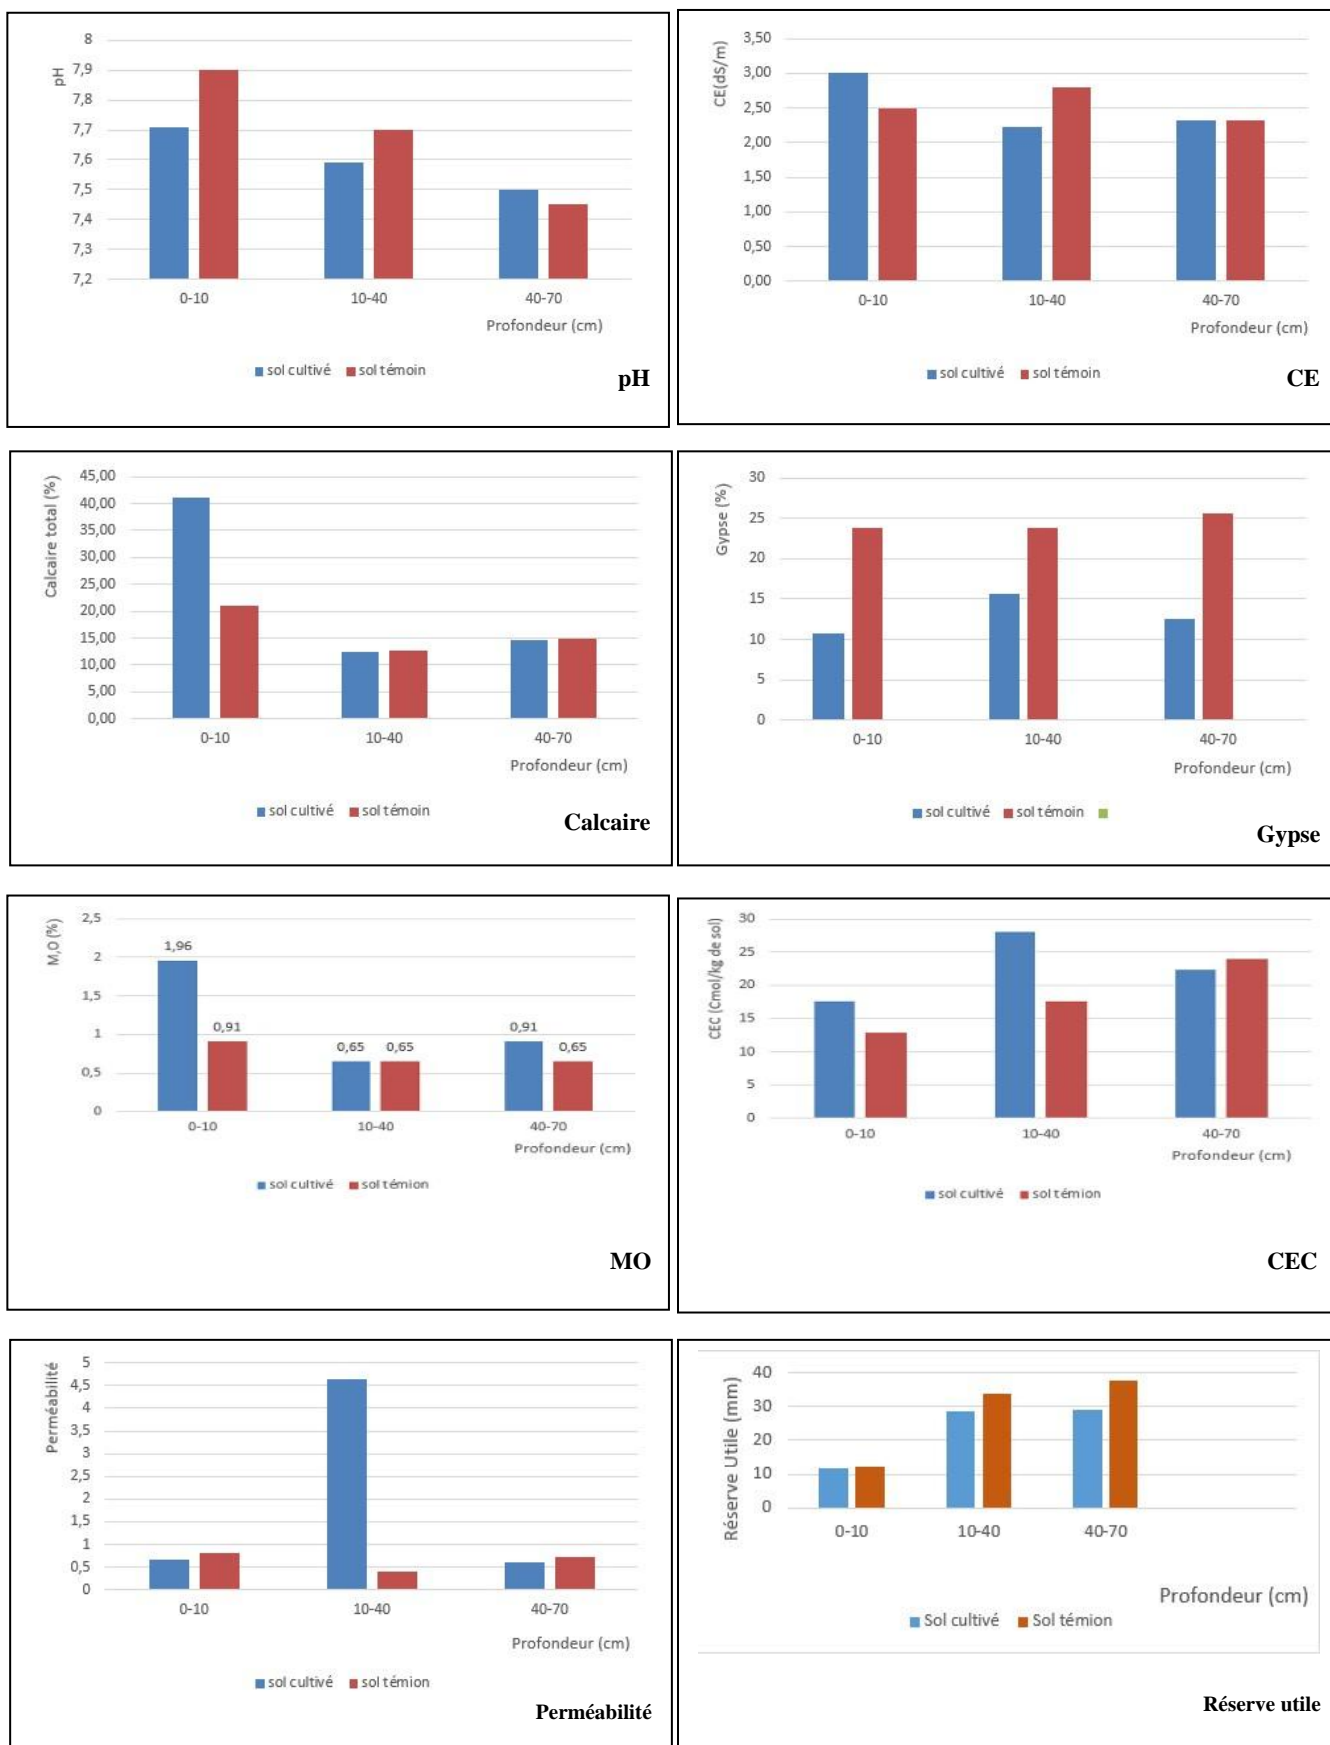 8
7,9
7,8
7,7
7,6
7,5
7,4
7,3
7,2
pH
0-10 10-40 40-70
Profondeur (cm)
sol cultivé sol témoin
pH
3,50
3,00
2,50
2,00
1,50
1,00
0,50
0,00
CE(dS/m)
0-10 10-40 40-70
Profondeur (cm)
sol cultivé sol témoin
CE
45,00
40,00
35,00
30,00
25,00
20,00
15,00
10,00
5,00
0,00
Calcaire total (%)
0-10 10-40 40-70
Profondeur (cm)
sol cultivé sol témoin
Calcaire
30
25
20
15
10
5
0
Gypse (%)
0-10 10-40 40-70
Profondeur (cm)
sol cultivé sol témoin
Gypse
2,5
2
1,5
1
0,5
0
M,O (%)
1,96 0,91 0,65 0,65 0,91 0,65
0-10 10-40 40-70
Profondeur (cm)
sol cultivé sol témion
MO
30
25
20
15
10
5
0
CEC (Cmol/kg de sol)
0-10 10-40 40-70
Profondeur (cm)
sol cultivé sol témion
CEC
5
4,5
4
3,5
3
2,5
2
1,5
1
0,5
0
Perméabilité
0-10 10-40 40-70
Profondeur (cm)
sol cultivé sol témion
Perméabilité
40
30
20
10
0
Réserve Utile (mm)
0-10 10-40 40-70
Profondeur (cm)
Sol cultivé Sol témion
Réserve utile